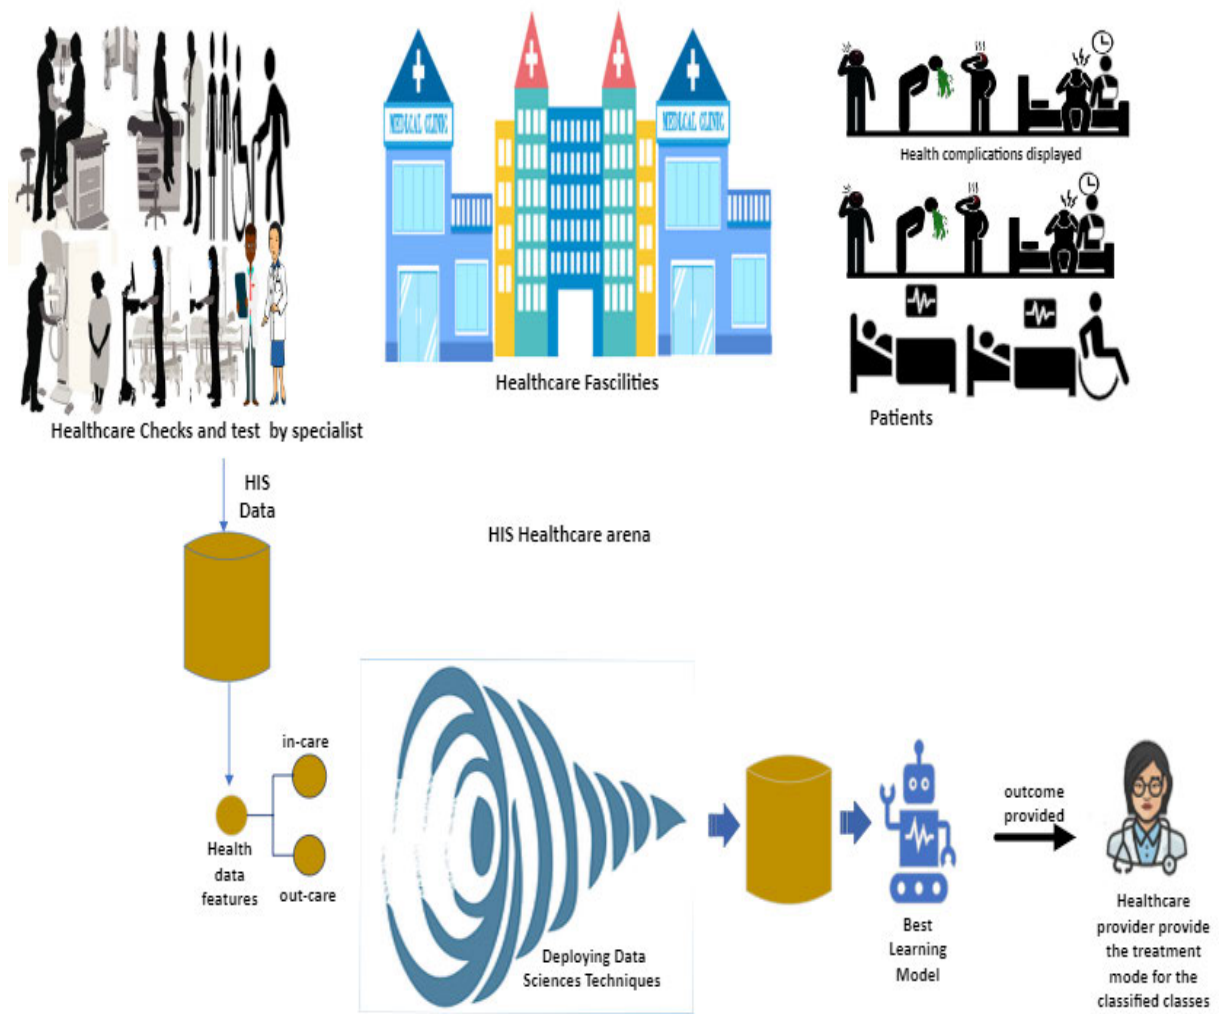 MEDICAL CLINIC
MEDICAL CLINIC
Health complications displayed
Healthcare Fascilities
Patients
Healthcare Checks and test by specialist
HIS
Data
HIS Healthcare arena
in-care
Health
data
features
out-care
Deploying Data
Sciences Techniques
Best
Learning
Model
outcome
provided
Healthcare
provider provide
the treatment
mode for the
classified classes